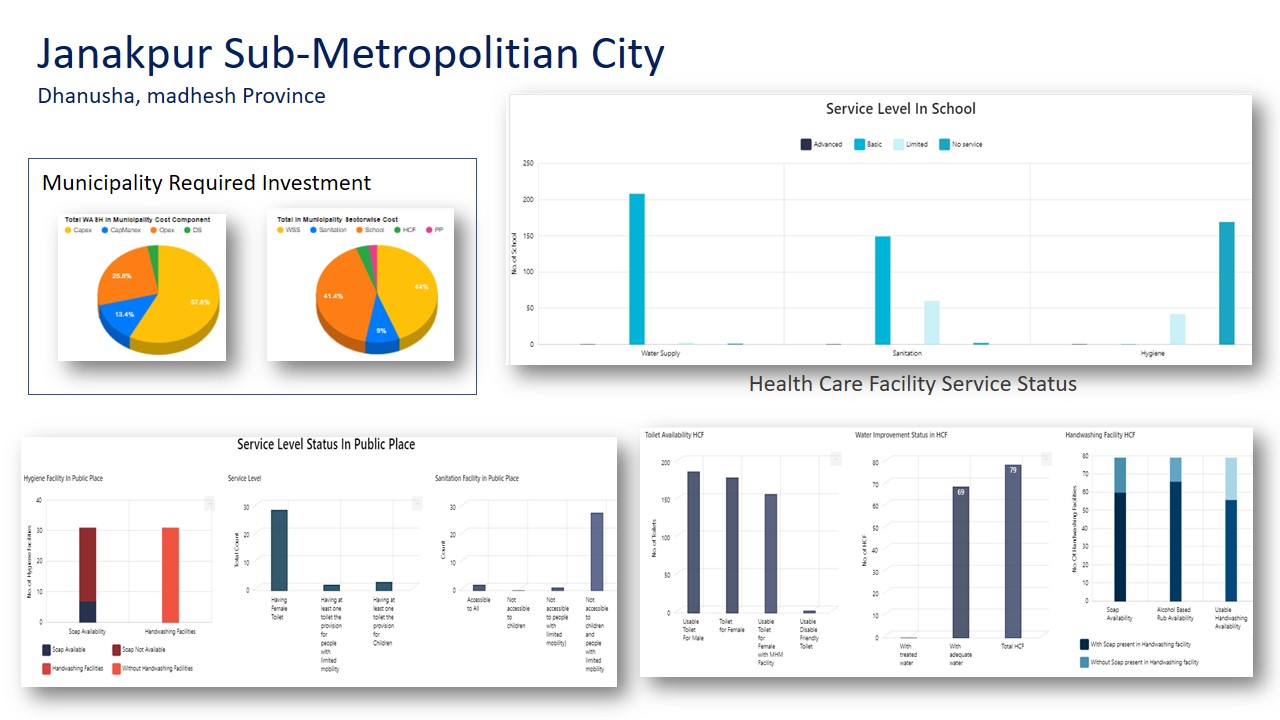 Janakpur Sub-Metropolitian City
Dhanusha, madhesh Province
Municipality Required Investment
Total WASH in Municipality Cost Component
Capex CapManex Opex DS
57.8%
13.4%
25.8%
Total in Municipality Sectorwise Cost
WSS Sanitation School HCF PP
44%
9%
41.4%
Service Level In School
Advanced Basic Limited No service
No. of School
250
200
150
100
50
0
Water Supply Sanitation Hygiene
Health Care Facility Service Status
Service Level Status In Public Place
Hygiene Facility In Public Place
No. of Hygiene Facilities
40
30
20
10
0
Soap Availability Handwashing Facilities
Soap Available Soap Not Available
Handwashing Facilities Without Handwashing Facilities
Service Level
Total Count
30
20
10
0
Having
Female
Toilet
Having at
least one
toilet the
provision
for
people
with
limited
mobility
Having at
least one
toilet the
provision
for
Children
Sanitation Facility in Public Place
Count
30
20
10
0
Accessible
to All
Not
accessible
to
children
Not
accessible
to people
with
limited
mobility)
Not
accessible
to
children
and
people
with
limited
mobility
Toilet Availability HCF
No. of Toilets
200
150
100
50
0
Usable
Toilet
For Male
Toilet
for Female
Usable
Toilet
for
Female
with MHM
Facility
Usable
Disable
Friendly
Toilet
Water Improvement Status in HCF
No. of HCF
80
70
60
50
40
30
20
10
0
69
79
With
treated
water
With
adequate
water
Total HCF
Handwashing Facility HCF
No. Of Handwashing Facilities
80
70
60
50
40
30
20
10
0
Soap
Availability
Alcohol Based
Rub Availability
Usable
Handwashing
Availability
With Soap present in Handwashing facility
Without Soap present in Handwashing facility